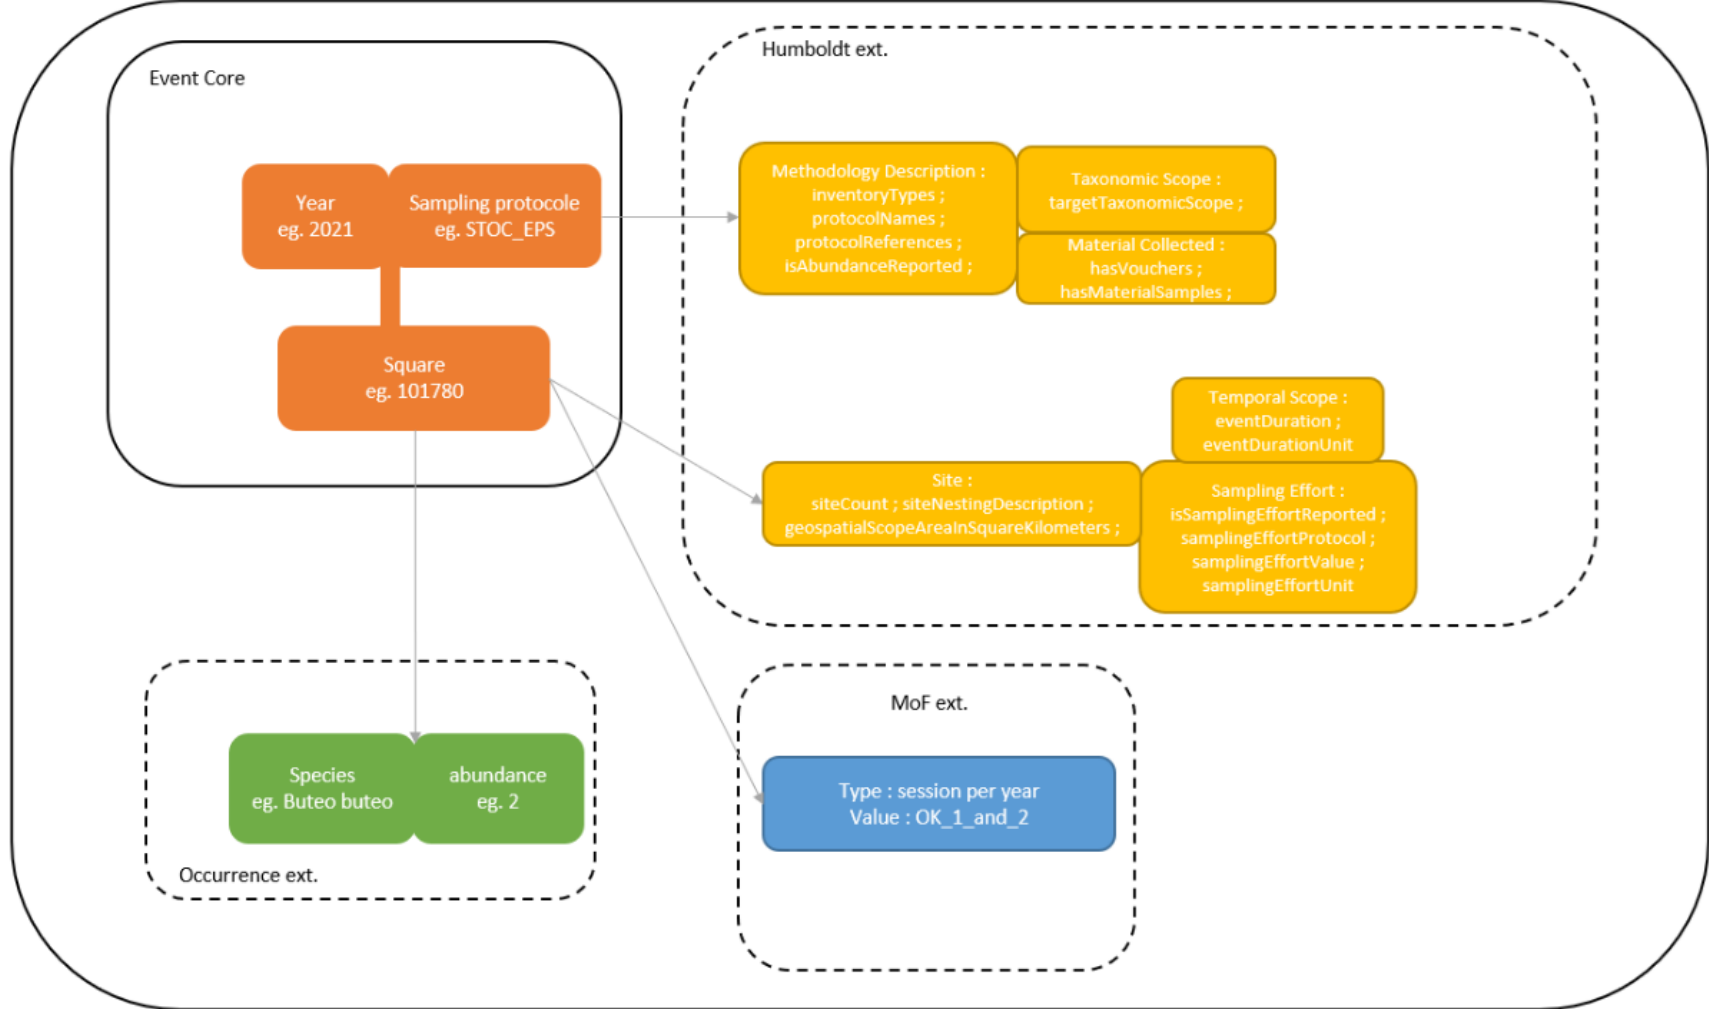 Event Core
Year
eg. 2021
Sampling protocole
eg. STOC_EPS
Square
eg. 101780
Humboldt ext.
Methodology Description :
inventoryTypes ;
protocolNames ;
protocolReferences ;
isAbundanceReported ;
Taxonomic Scope :
targetTaxonomicScope ;
Material Collected :
hasVouchers ;
hasMaterialSamples ;
Temporal Scope :
eventDuration ;
eventDurationUnit
Site :
siteCount ; siteNestingDescription ;
geospatialScopeAreaInSquareKilometers ;
Sampling Effort :
isSamplingEffortReported ;
samplingEffortProtocol ;
samplingEffortValue ;
samplingEffortUnit
Species
eg. Buteo buteo
abundance
eg. 2
Occurrence ext.
MoF ext.
Type : session per year
Value : OK_1_and_2